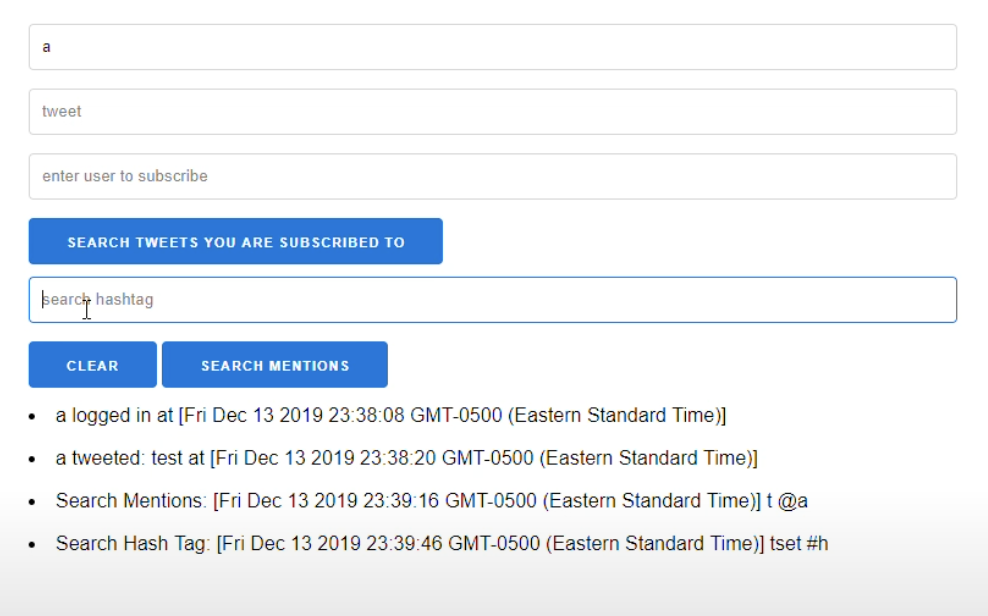 a
tweet
enter user to subscribe
SEARCH TWEETS YOU ARE SUBSCRIBED TO
search hashtag
CLEAR SEARCH MENTIONS
a logged in at [Fri Dec 13 2019 23:38:08 GMT-0500 (Eastern Standard Time)]
a tweeted: test at [Fri Dec 13 2019 23:38:20 GMT-0500 (Eastern Standard Time)]
Search Mentions: [Fri Dec 13 2019 23:39:16 GMT-0500 (Eastern Standard Time)] t @a
Search Hash Tag: [Fri Dec 13 2019 23:39:46 GMT-0500 (Eastern Standard Time)] tset #h